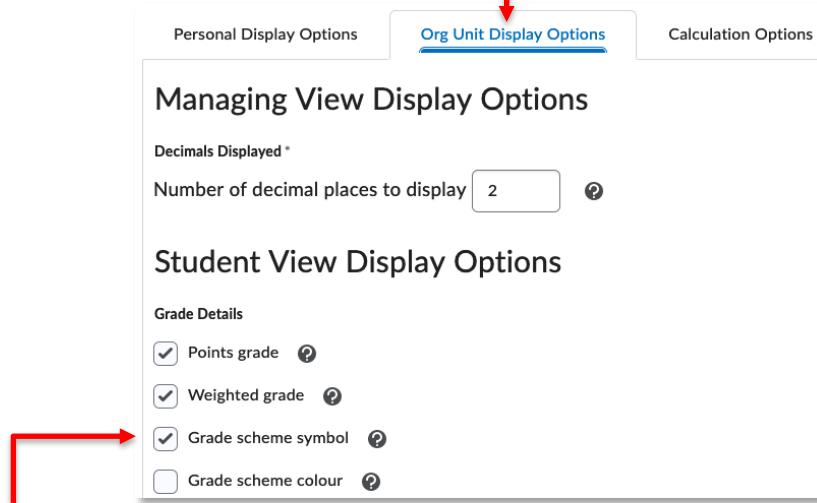 Personal Display Options Org Unit Display Options Calculation Options
Managing View Display Options
Decimals Displayed *
Number of decimal places to display 2 ?
Student View Display Options
Grade Details
Points grade ?
Weighted grade ?
Grade scheme symbol ?
Grade scheme colour ?